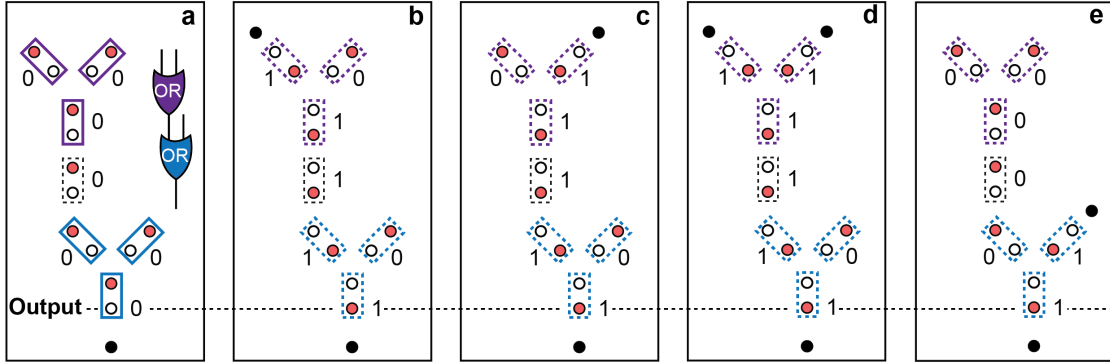 a b c d e
0 0 1 0 0 1 1 1 0 0
OR
0 1 1 1 0
OR
0 1 1 1 0
0 0 1 0 1 0 1 0 0 1
Output 0 1 1 1 1